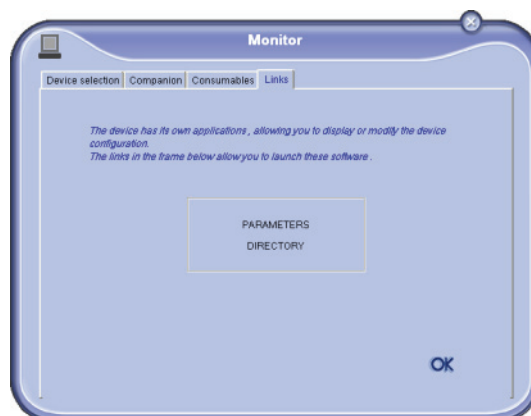 Monitor
Device selection Companion Consumables Links
The device has its own applications , allowing you to display or modify the device
configuration.
The links in the frame below allow you to launch these software .
PARAMETERS
DIRECTORY
OK